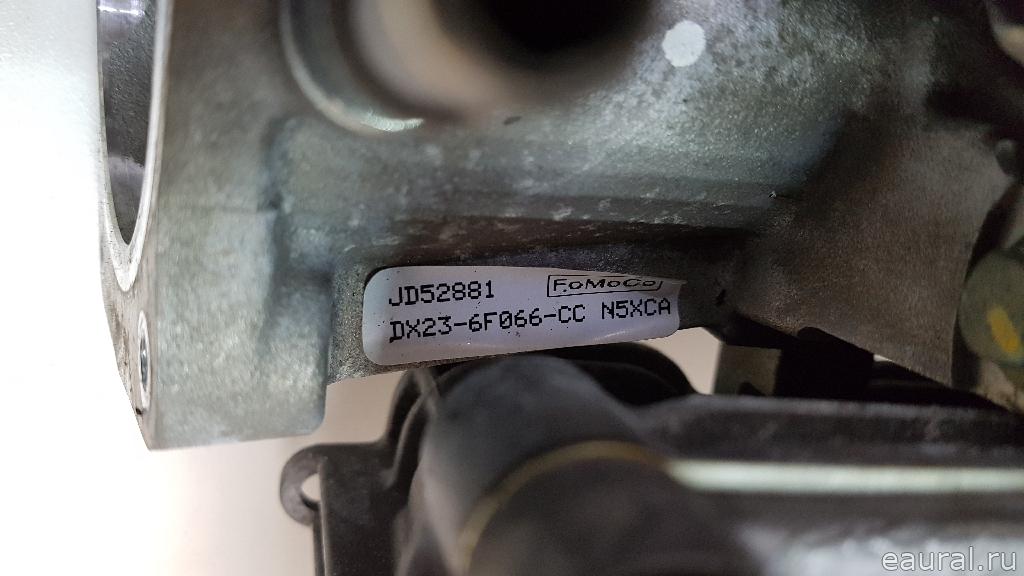 JD52881 FoMoCo
DX23-6F066-CC N5XCA
eaural.ru